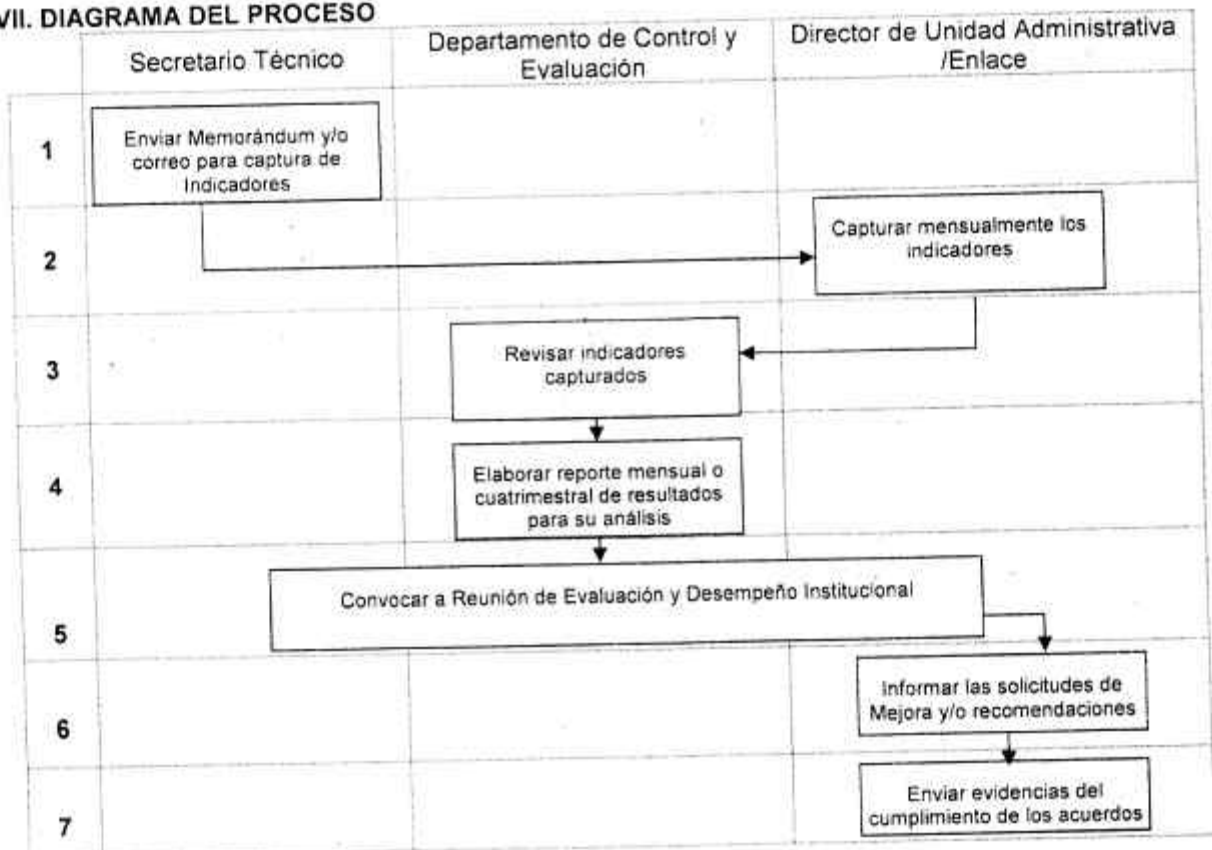 VII. DIAGRAMA DEL PROCESO
Secretario Técnico
Departamento de Control y
Evaluación
Director de Unidad Administrativa
/Enlace
1
Enviar Memorándum y/o
correo para captura de
Indicadores
2
Capturar mensualmente los
indicadores
3
Revisar indicadores
capturados
4
Elaborar reporte mensual o
cuatrimestral de resultados
para su análisis
5
Convocar a Reunión de Evaluación y Desempeño Institucional
6
Informar las solicitudes de
Mejora y/o recomendaciones
7
Enviar evidencias del
cumplimiento de los acuerdos